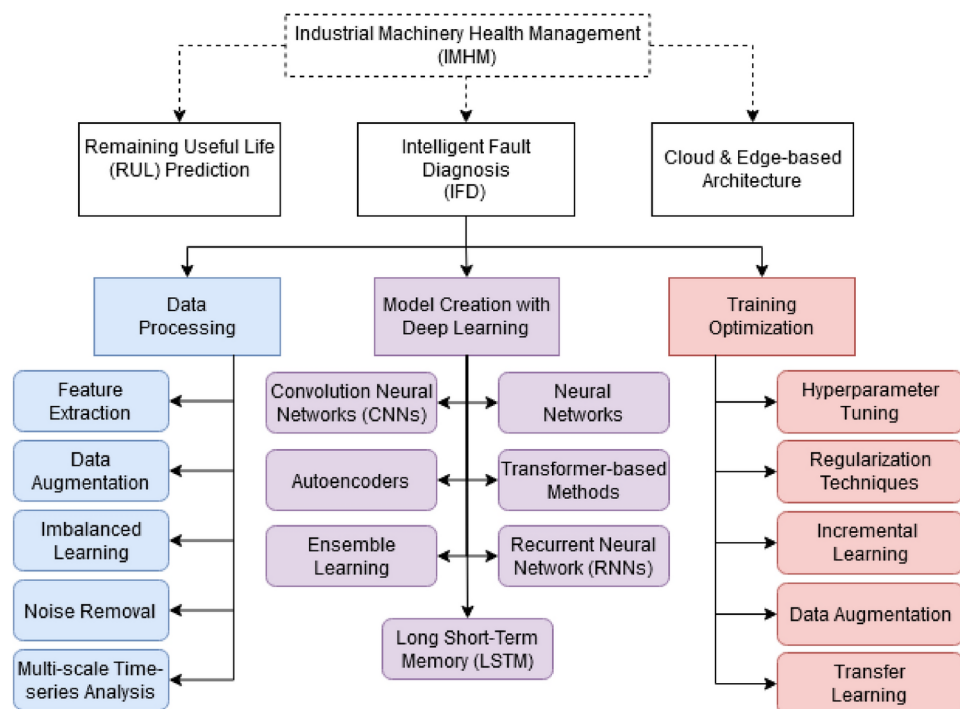 Industrial Machinery Health Management
(IMHM)
Remaining Useful Life
(RUL) Prediction
Intelligent Fault
Diagnosis
(IFD)
Cloud & Edge-based
Architecture
Data
Processing
Model Creation with
Deep Learning
Training
Optimization
Feature
Extraction
Data
Augmentation
Imbalanced
Learning
Noise Removal
Multi-scale Time-
series Analysis
Convolution Neural
Networks (CNNs)
Neural
Networks
Autoencoders
Transformer-based
Methods
Ensemble
Learning
Recurrent Neural
Network (RNNs)
Long Short-Term
Memory (LSTM)
Hyperparameter
Tuning
Regularization
Techniques
Incremental
Learning
Data Augmentation
Transfer
Learning